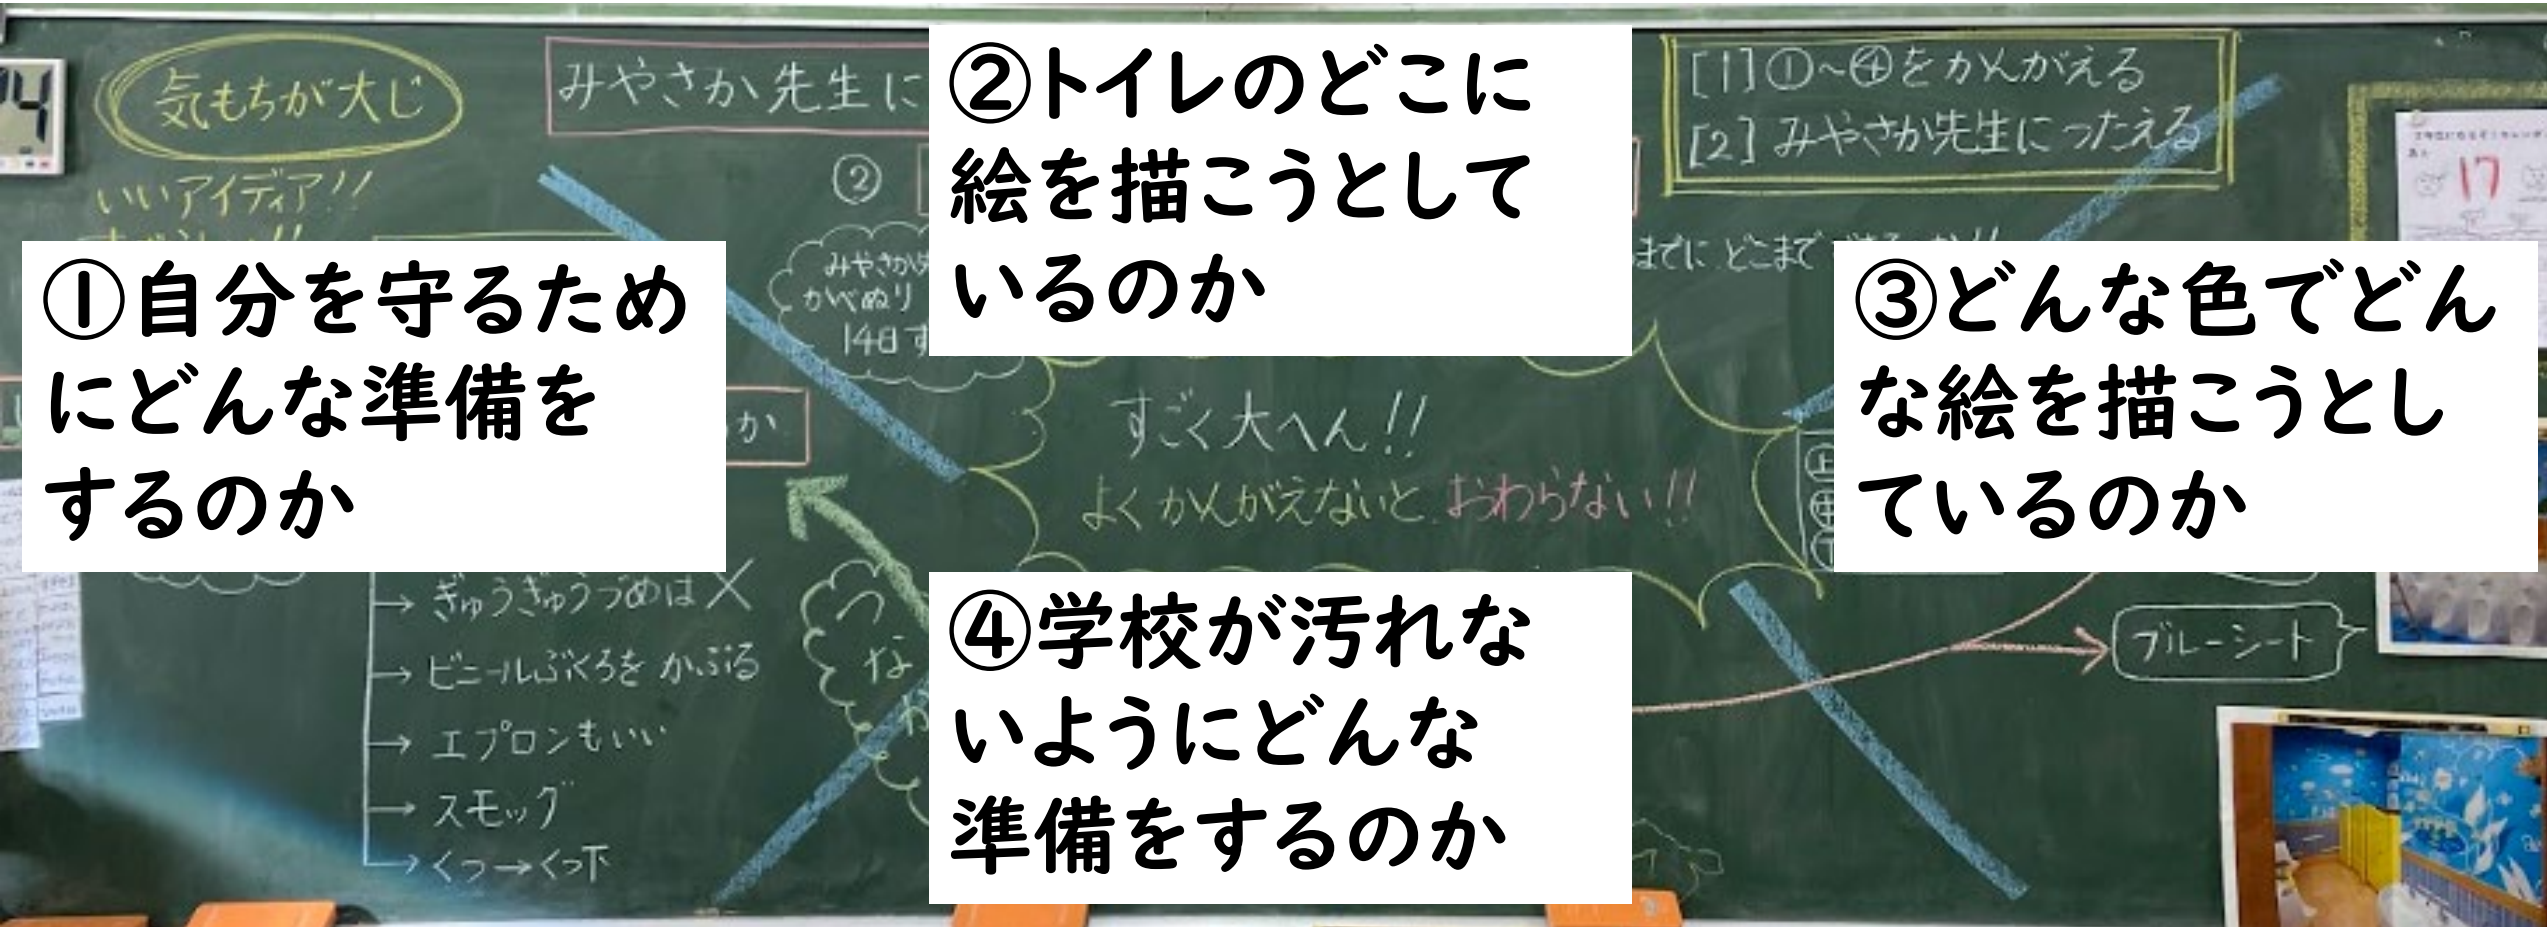 気もちが大じ
いいアイディア!!
みやさか先生に
②
[1]①~④をかんがえる
[2]みやさか先生につたえる
17
②トイレのどこに
絵を描こうとして
いるのか
①自分を守るため
にどんな準備を
するのか
③どんな色でどん
な絵を描こうとし
ているのか
かべぬり
14日
までに どこまで
か
すごく大へん!!
よくかんがえないと おわらない!!
上
④学校が汚れな
いようにどんな
準備をするのか
→ぎゅうぎゅうづめは×
→ビニールぶくろを かぶる
→エプロンもいい
→スモッグ
→くつ→くつ下
つ
な
ブルーシート